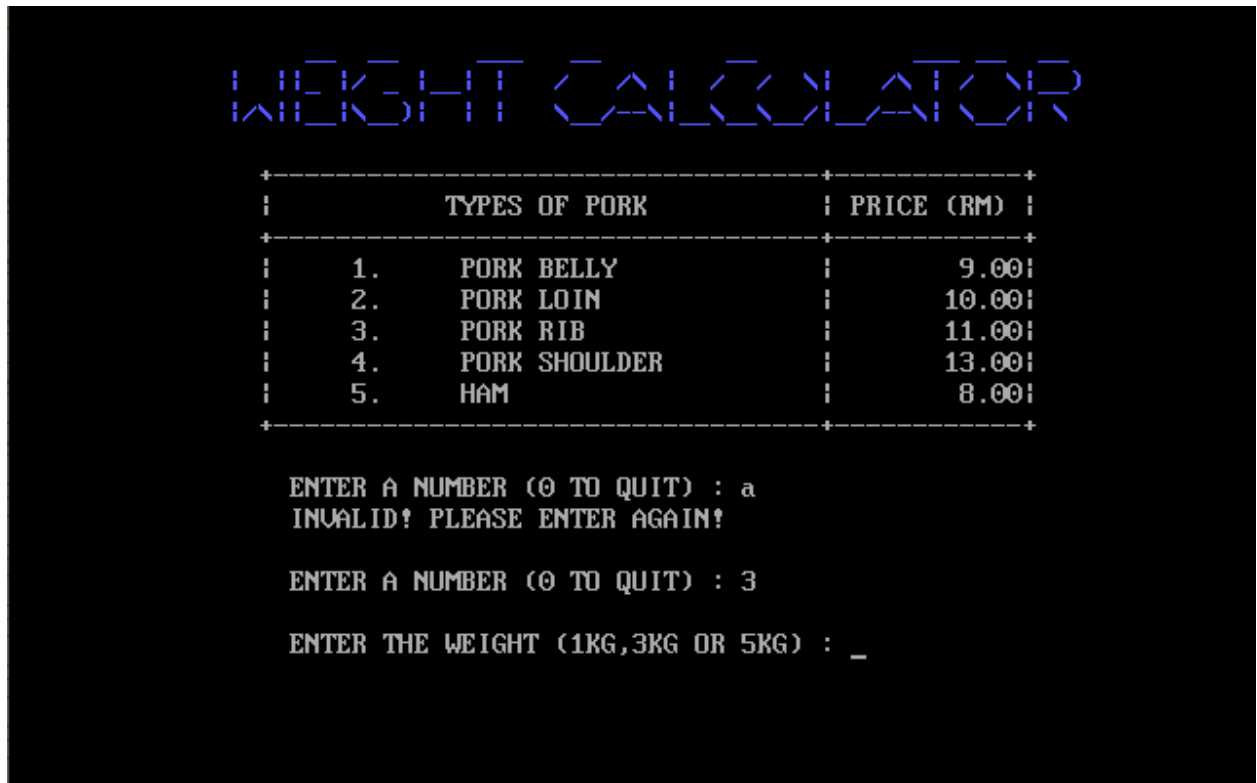 WEIGHT CALCULATOR
TYPES OF PORK PRICE (RM)
1. PORK BELLY 9.00
2. PORK LOIN 10.00
3. PORK RIB 11.00
4. PORK SHOULDER 13.00
5. HAM 8.00
ENTER A NUMBER (0 TO QUIT) : a
INVALID! PLEASE ENTER AGAIN!
ENTER A NUMBER (0 TO QUIT) : 3
ENTER THE WEIGHT (1KG,3KG OR 5KG) : _